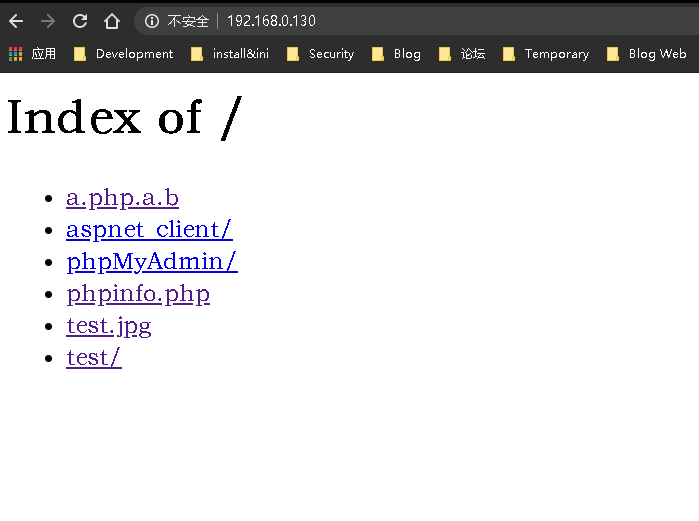 不安全 192.168.0.130
应用 Development install&ini Security Blog 论坛 Temporary Blog Web
Index of /
a.php.a.b
aspnet_client/
phpMyAdmin/
phpinfo.php
test.jpg
test/